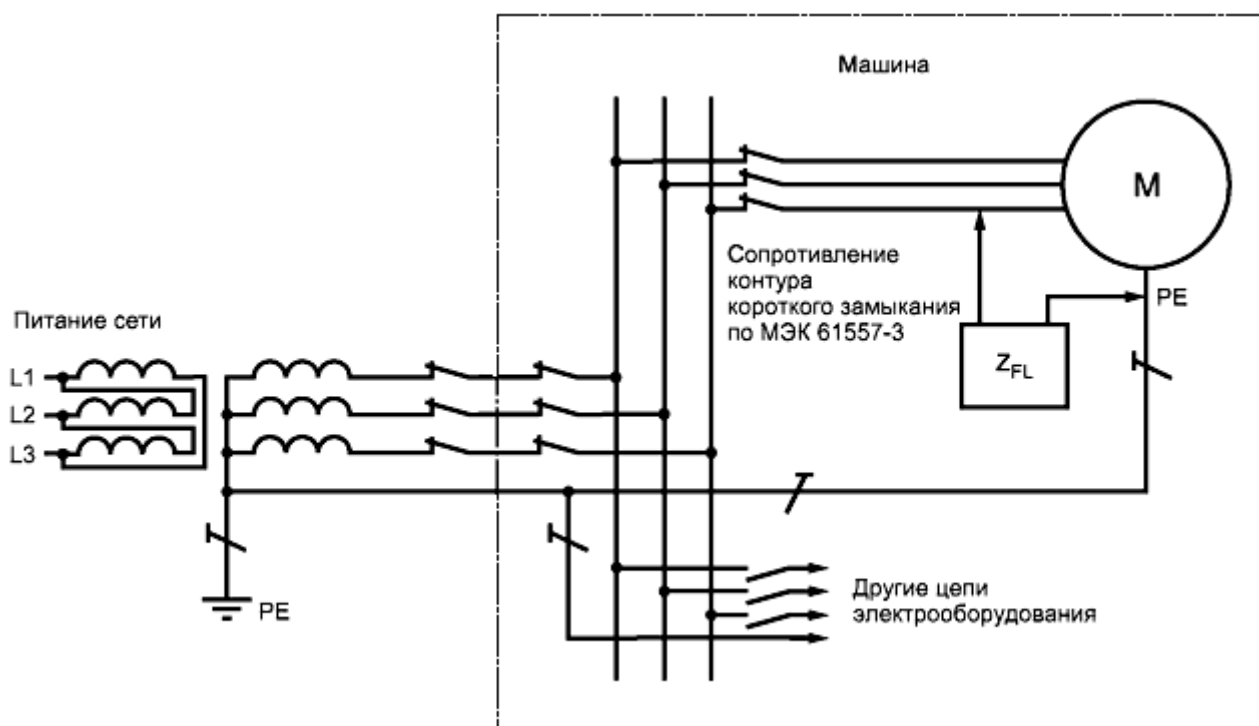 Машина
M
Сопротивление
контура
короткого замыкания
по МЭК 61557-3
PE
Z_FL
Питание сети
L1
L2
L3
PE
Другие цепи
электрооборудования